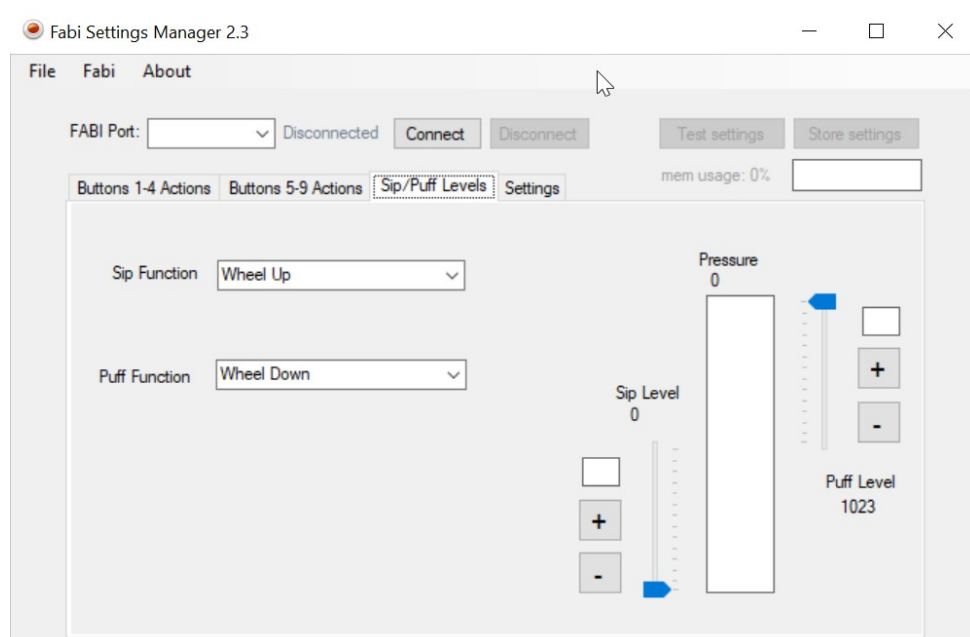 Fabi Settings Manager 2.3
File Fabi About
FABI Port: Disconnected Connect Disconnect Test settings Store settings
mem usage: 0%
Buttons 1-4 Actions Buttons 5-9 Actions Sip/Puff Levels Settings
Sip Function Wheel Up
Pressure
0
+
-
Puff Function Wheel Down
Sip Level
0
+
-
Puff Level
1023